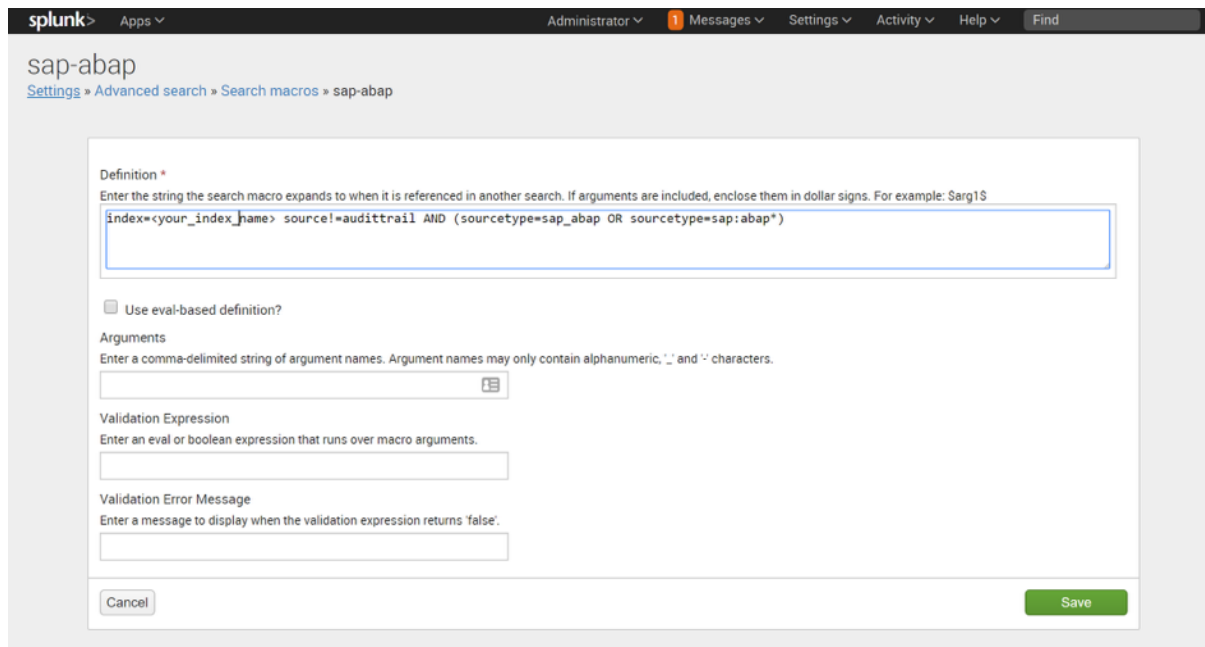 splunk> Apps Administrator 1 Messages Settings Activity Help Find
sap-abap
Settings » Advanced search » Search macros » sap-abap
Definition *
Enter the string the search macro expands to when it is referenced in another search. If arguments are included, enclose them in dollar signs. For example: $arg1$
index=<your_index_name> source!=audittrail AND (sourcetype=sap_abap OR sourcetype=sap:abap*)
Use eval-based definition?
Arguments
Enter a comma-delimited string of argument names. Argument names may only contain alphanumeric, '_' and '-' characters.
Validation Expression
Enter an eval or boolean expression that runs over macro arguments.
Validation Error Message
Enter a message to display when the validation expression returns 'false'.
Cancel Save